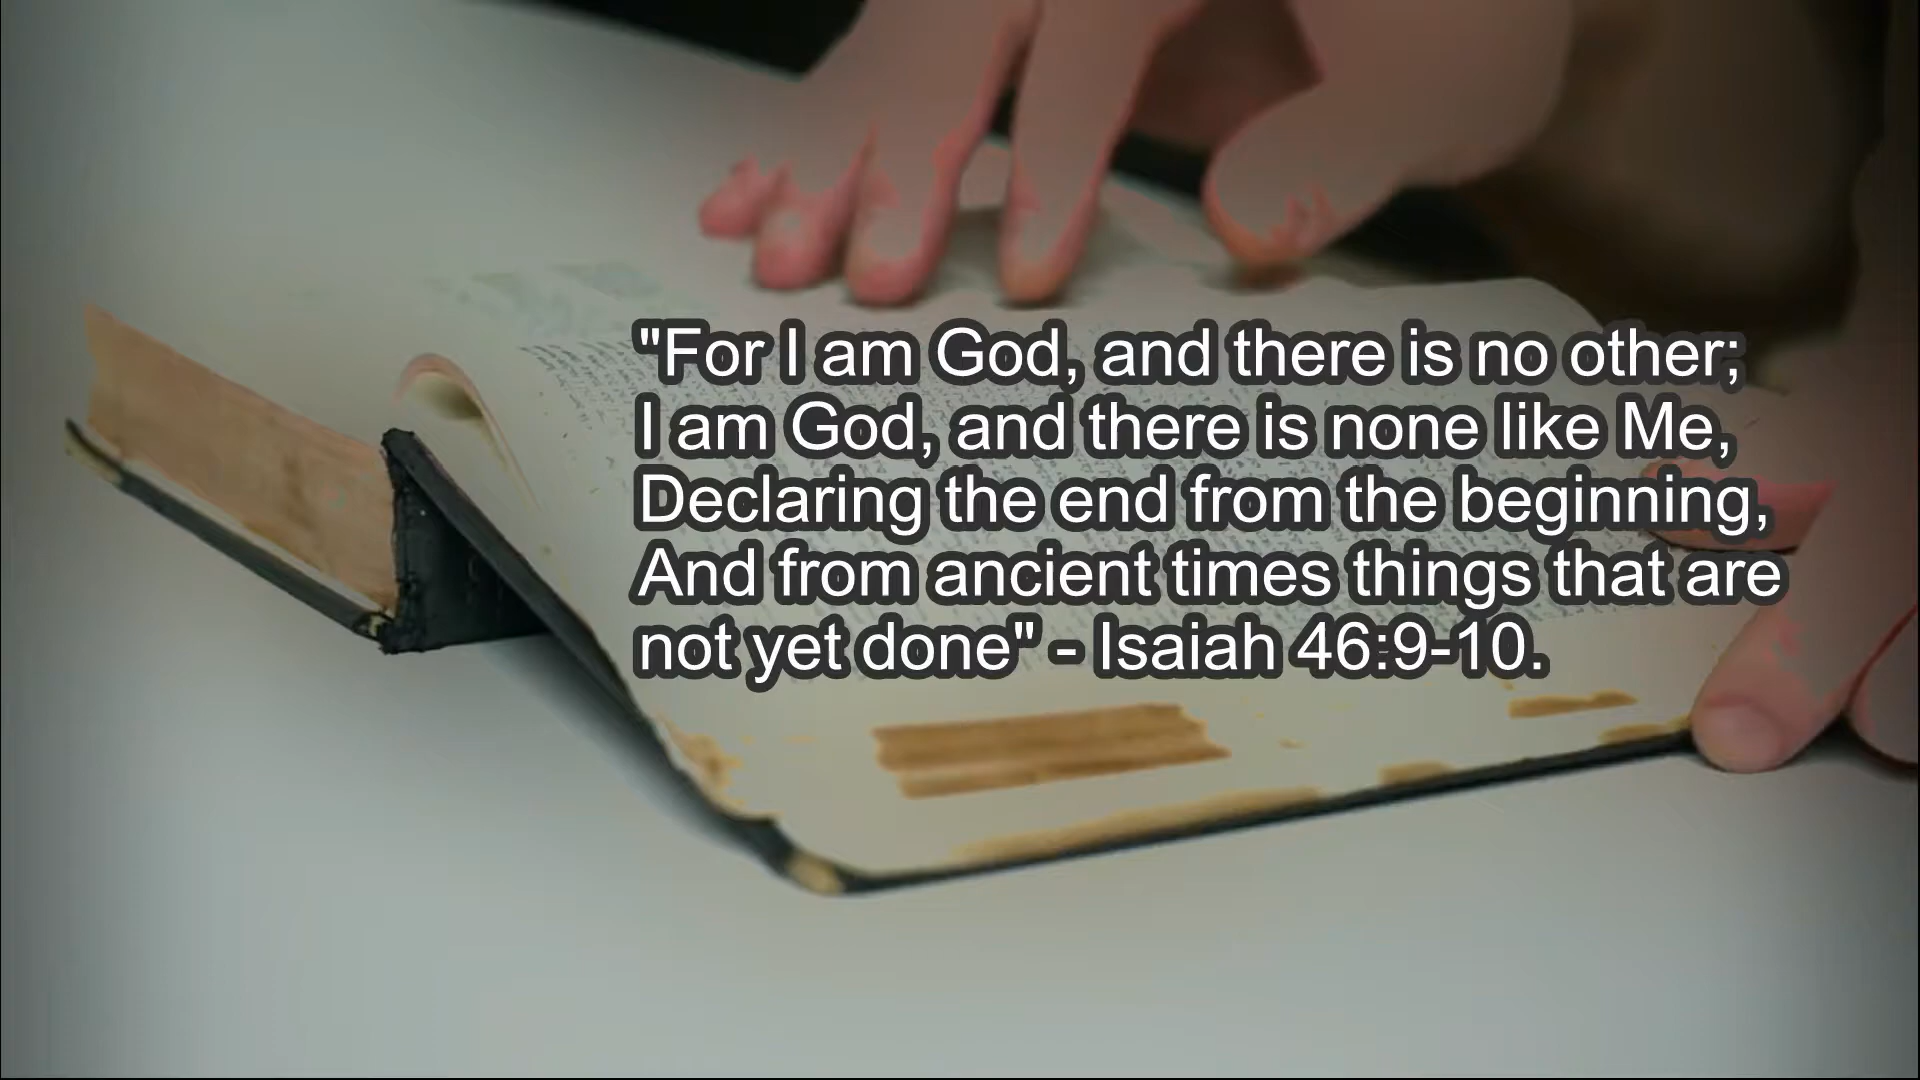 "For I am God, and there is no other;
I am God, and there is none like Me,
Declaring the end from the beginning,
And from ancient times things that are
not yet done" - Isaiah 46:9-10.